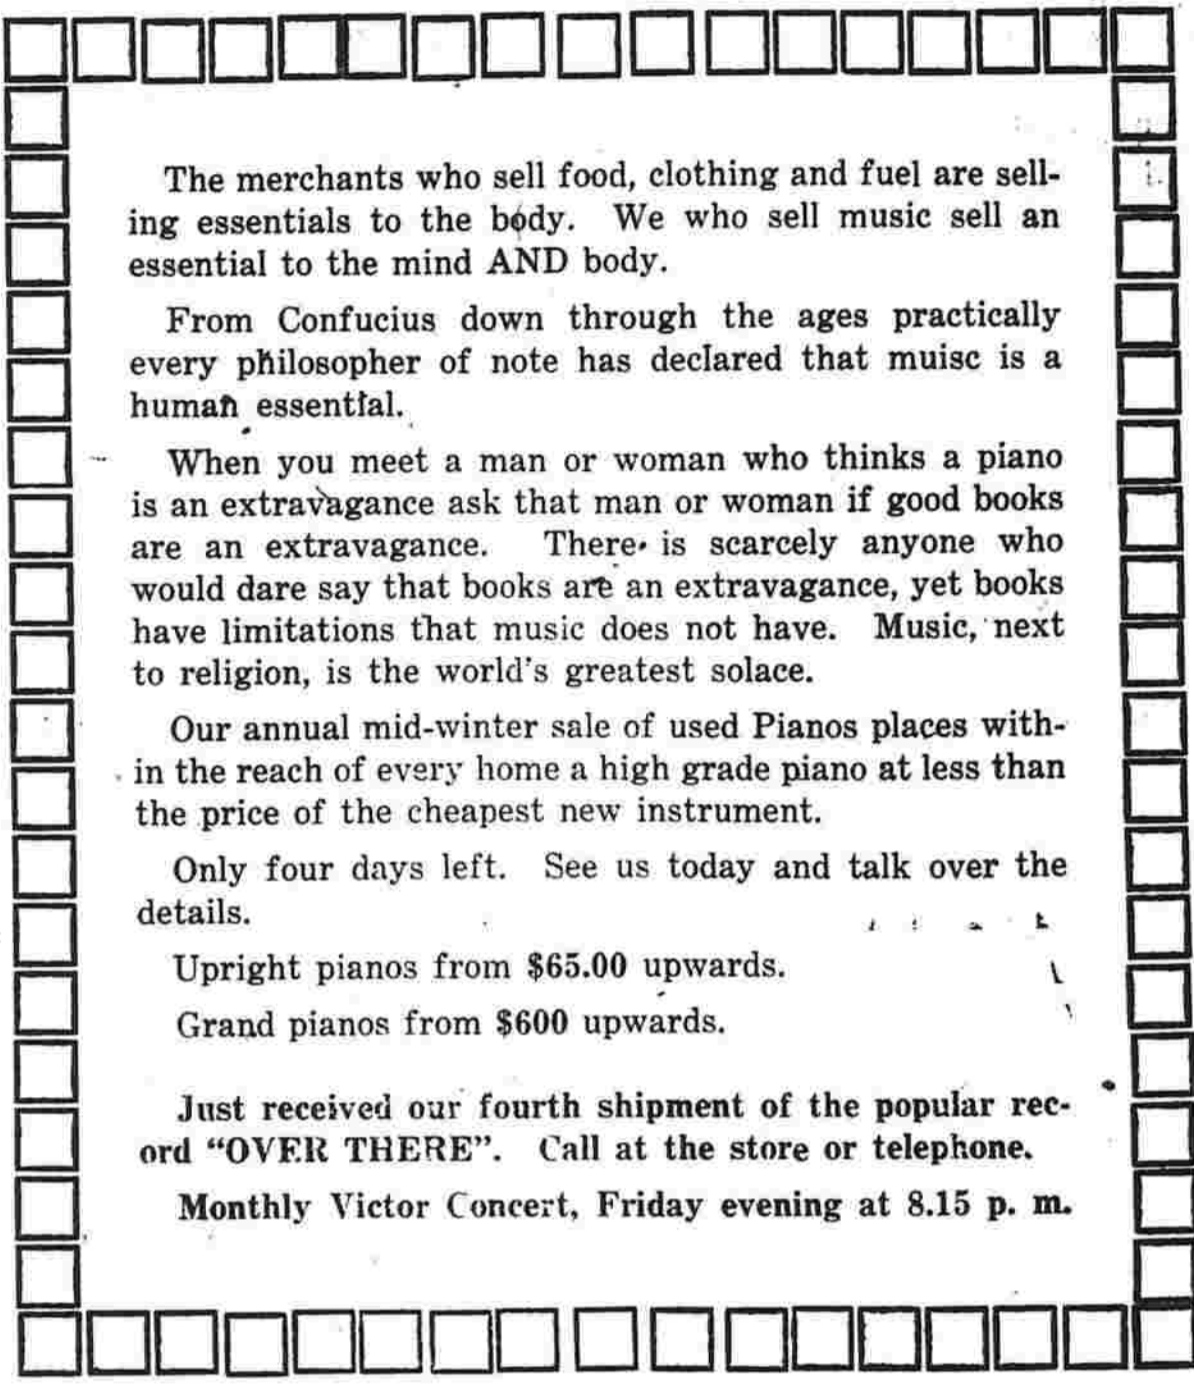 The merchants who sell food, clothing and fuel are sell-
ing essentials to the body. We who sell music sell an
essential to the mind AND body.
From Confucius down through the ages practically
every philosopher of note has declared that muisc is a
human essential.
When you meet a man or woman who thinks a piano
is an extravagance ask that man or woman if good books
are an extravagance. There is scarcely anyone who
would dare say that books are an extravagance, yet books
have limitations that music does not have. Music, next
to religion, is the world's greatest solace.
Our annual mid-winter sale of used Pianos places with-
in the reach of every home a high grade piano at less than
the price of the cheapest new instrument.
Only four days left. See us today and talk over the
details.
Upright pianos from $65.00 upwards.
Grand pianos from $600 upwards.
Just received our fourth shipment of the popular rec-
ord "OVER THERE". Call at the store or telephone.
Monthly Victor Concert, Friday evening at 8.15 p. m.